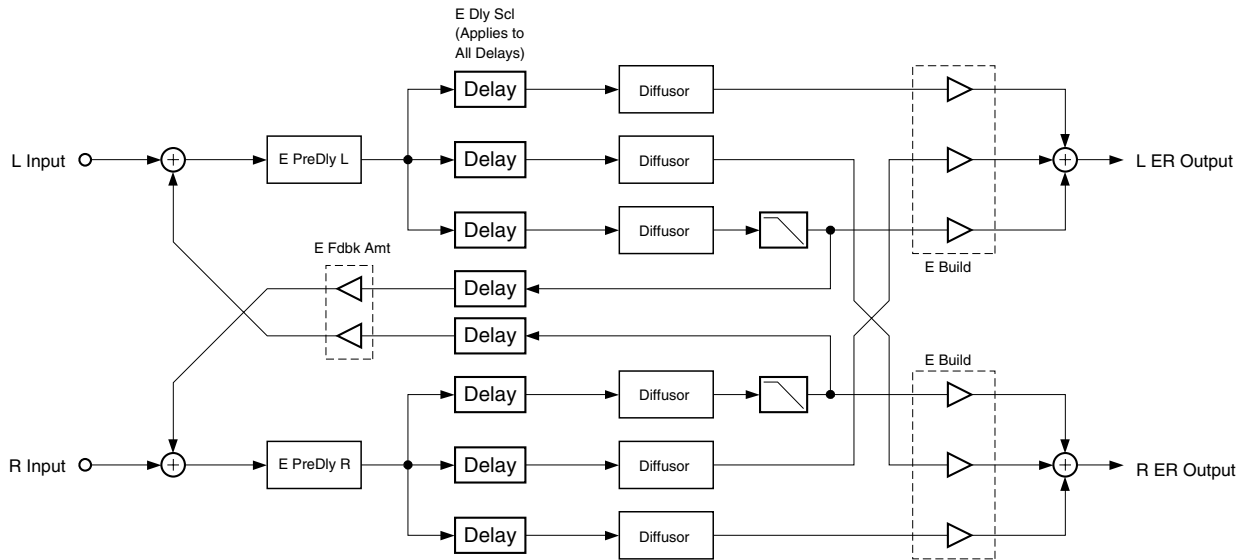 E Dly Scl
(Applies to
All Delays)
Delay
Diffusor
L Input
E PreDly L
Delay
Diffusor
L ER Output
Delay
Diffusor
E Fdbk Amt
E Build
Delay
Delay
E Build
Delay
Diffusor
R Input
E PreDly R
Delay
Diffusor
R ER Output
Delay
Diffusor